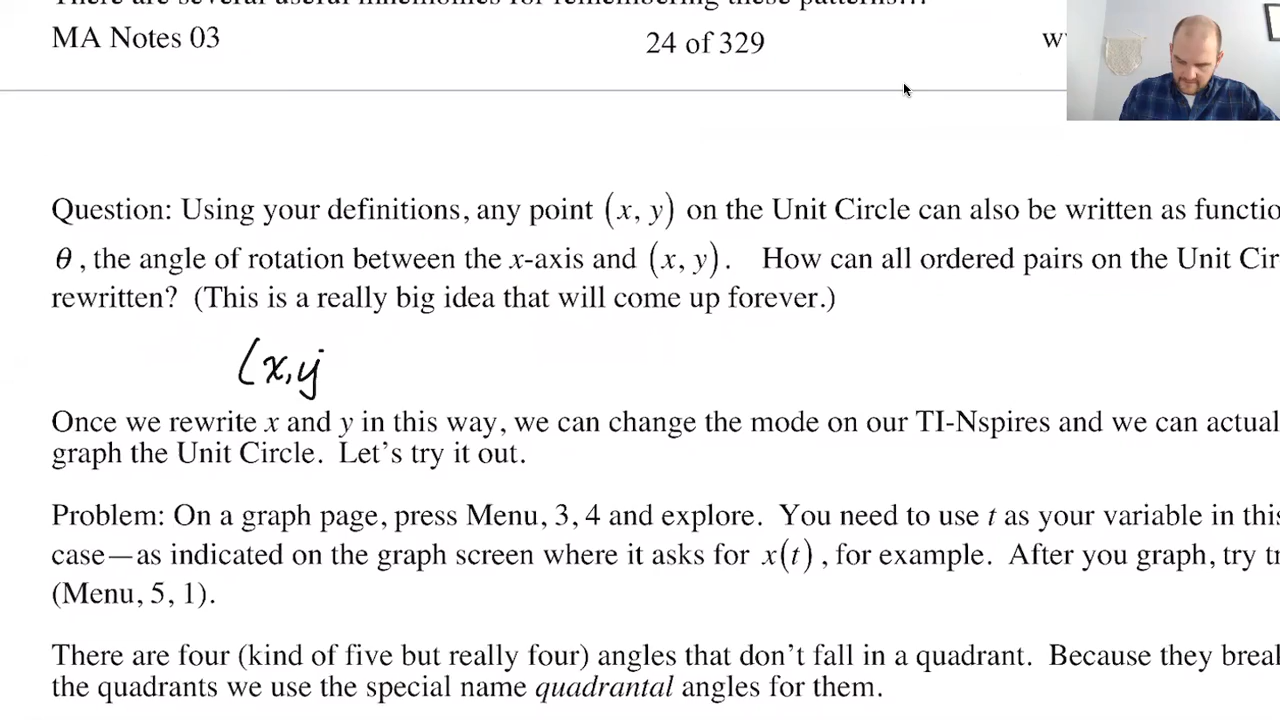 MA Notes 03 24 of 329
Question: Using your definitions, any point (x, y) on the Unit Circle can also be written as functio
θ, the angle of rotation between the x-axis and (x, y). How can all ordered pairs on the Unit Cir
rewritten? (This is a really big idea that will come up forever.)
(x,y
Once we rewrite x and y in this way, we can change the mode on our TI-Nspires and we can actual
graph the Unit Circle. Let's try it out.
Problem: On a graph page, press Menu, 3, 4 and explore. You need to use t as your variable in this
case—as indicated on the graph screen where it asks for x(t), for example. After you graph, try tr
(Menu, 5, 1).
There are four (kind of five but really four) angles that don't fall in a quadrant. Because they break
the quadrants we use the special name quadrantal angles for them.